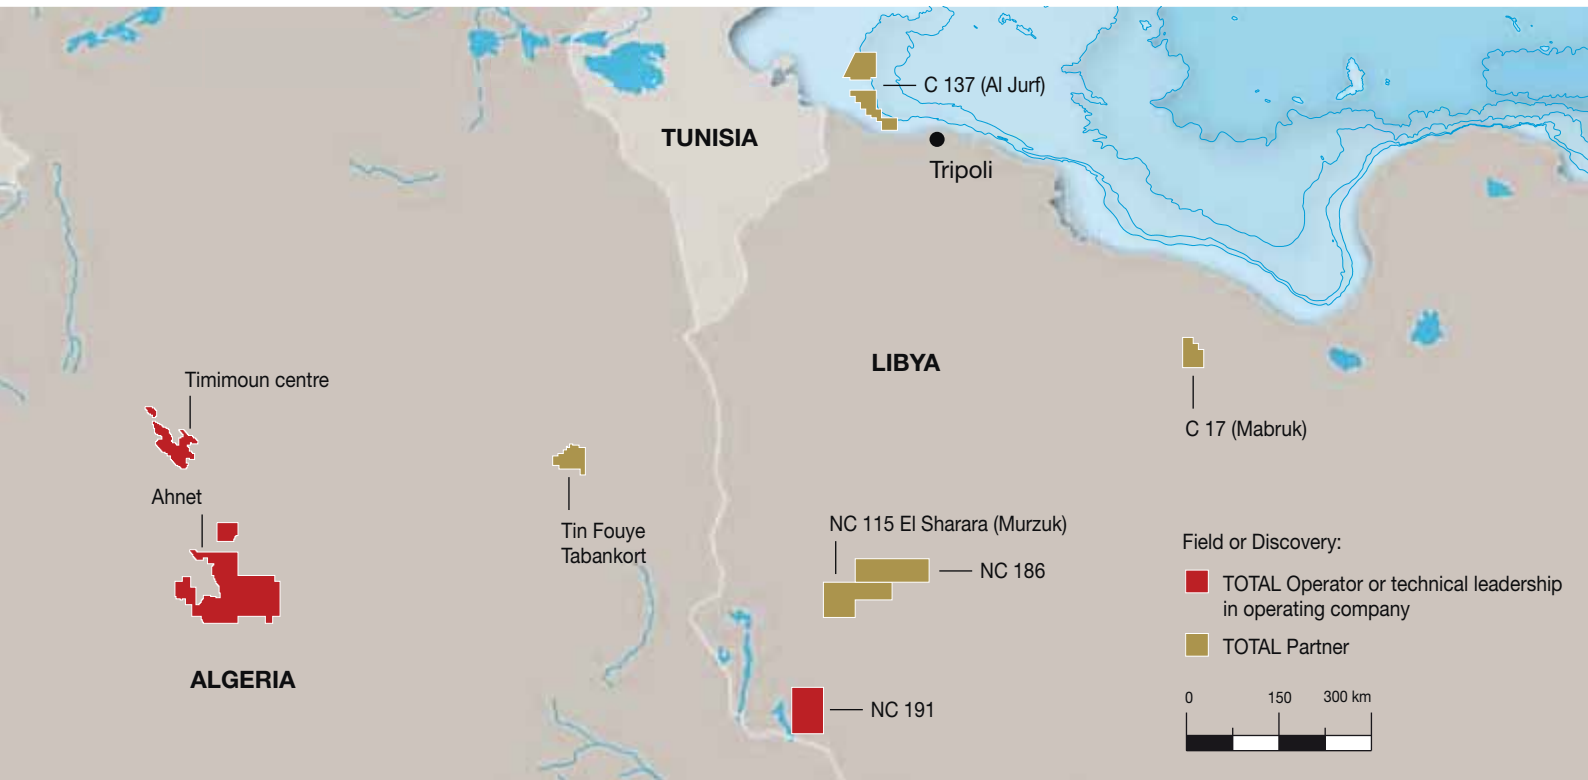 C 137 (Al Jurf)
TUNISIA
Tripoli
LIBYA
Timimoun centre
C 17 (Mabruk)
Ahnet
Tin Fouye
Tabankort
NC 115 El Sharara (Murzuk)
NC 186
ALGERIA
NC 191
Field or Discovery:
TOTAL Operator or technical leadership
in operating company
TOTAL Partner
0 150 300 km